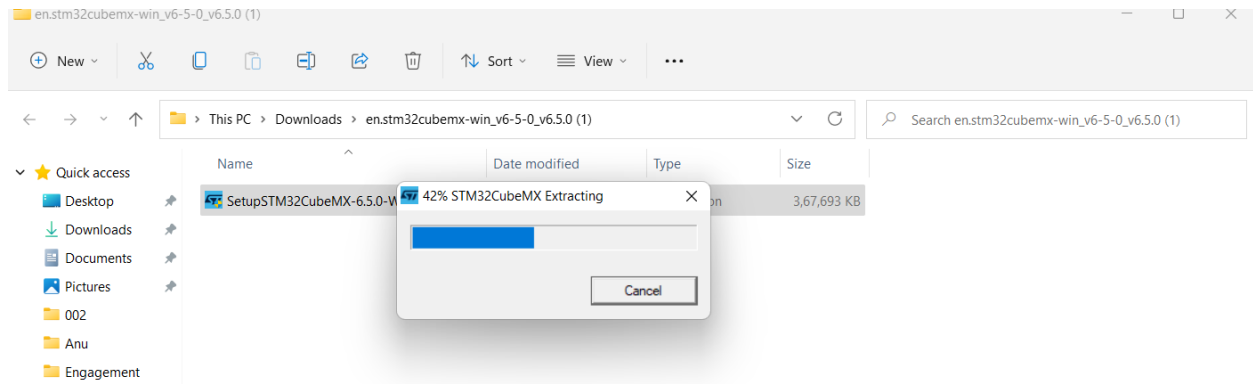 en.stm32cubemx-win_v6-5-0_v6.5.0 (1)
New Sort View
This PC > Downloads > en.stm32cubemx-win_v6-5-0_v6.5.0 (1) Search en.stm32cubemx-win_v6-5-0_v6.5.0 (1)
Name Date modified Type Size
Quick access
Desktop SetupSTM32CubeMX-6.5.0-W 42% STM32CubeMX Extracting on 3,67,693 KB
Downloads
Documents
Pictures Cancel
002
Anu
Engagement